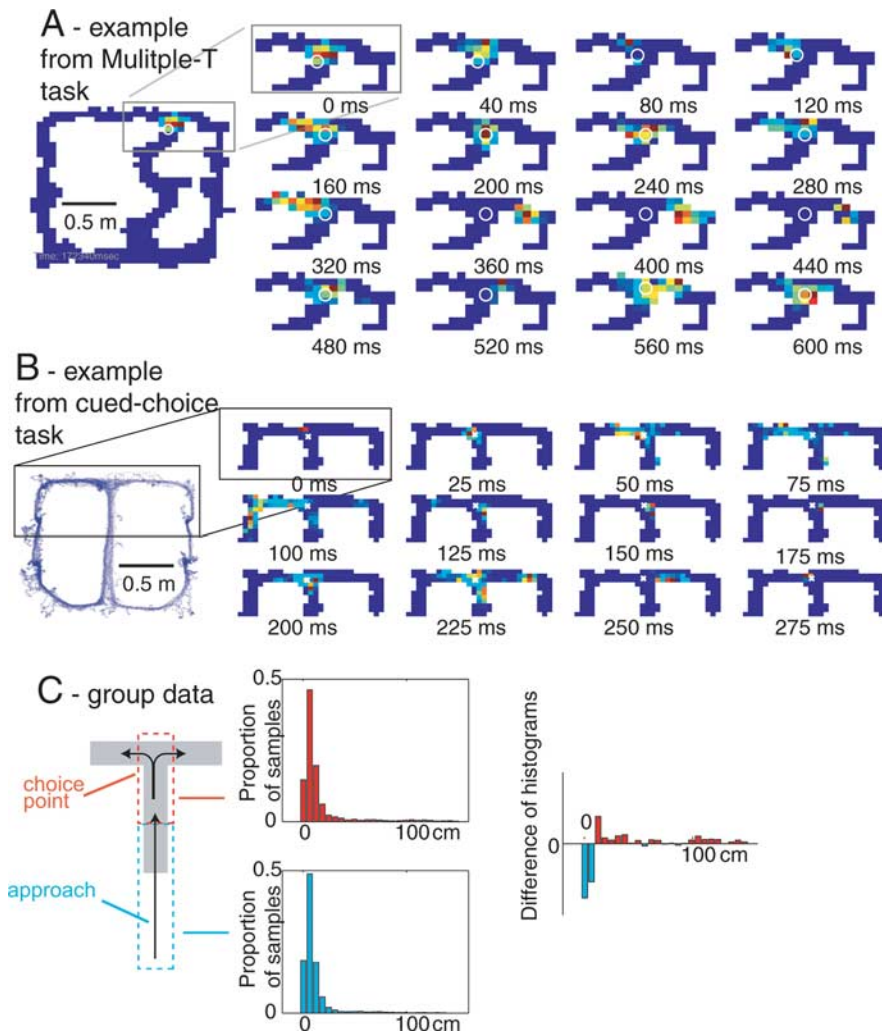 A - example
from Mulitple-T
task
0.5 m
Time: 172340msec
0 ms
40 ms
80 ms
120 ms
160 ms
200 ms
240 ms
280 ms
320 ms
360 ms
400 ms
440 ms
480 ms
520 ms
560 ms
600 ms
B - example
from cued-choice
task
0.5 m
0 ms
25 ms
50 ms
75 ms
100 ms
125 ms
150 ms
175 ms
200 ms
225 ms
250 ms
275 ms
C - group data
choice
point
approach
Proportion
of samples
0.5
0
0
100 cm
Proportion
of samples
0.5
0
0
100 cm
Difference of histograms
0
0
100 cm